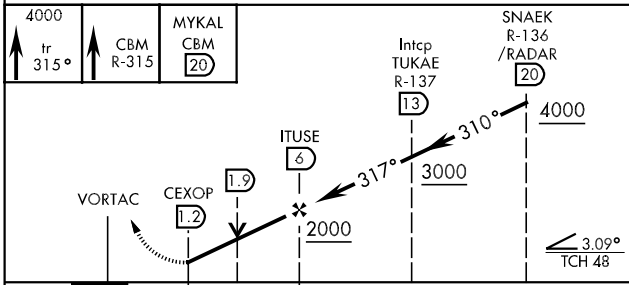 4000
tr
315°
CBM
R-315
MYKAL
CBM
20
SNAEK
R-136
/RADAR
20
Intcp
TUKAE
R-137
13
4000
310°
3000
317°
ITUSE
6
2000
1.9
CEXOP
1.2
VORTAC
3.09°
TCH 48